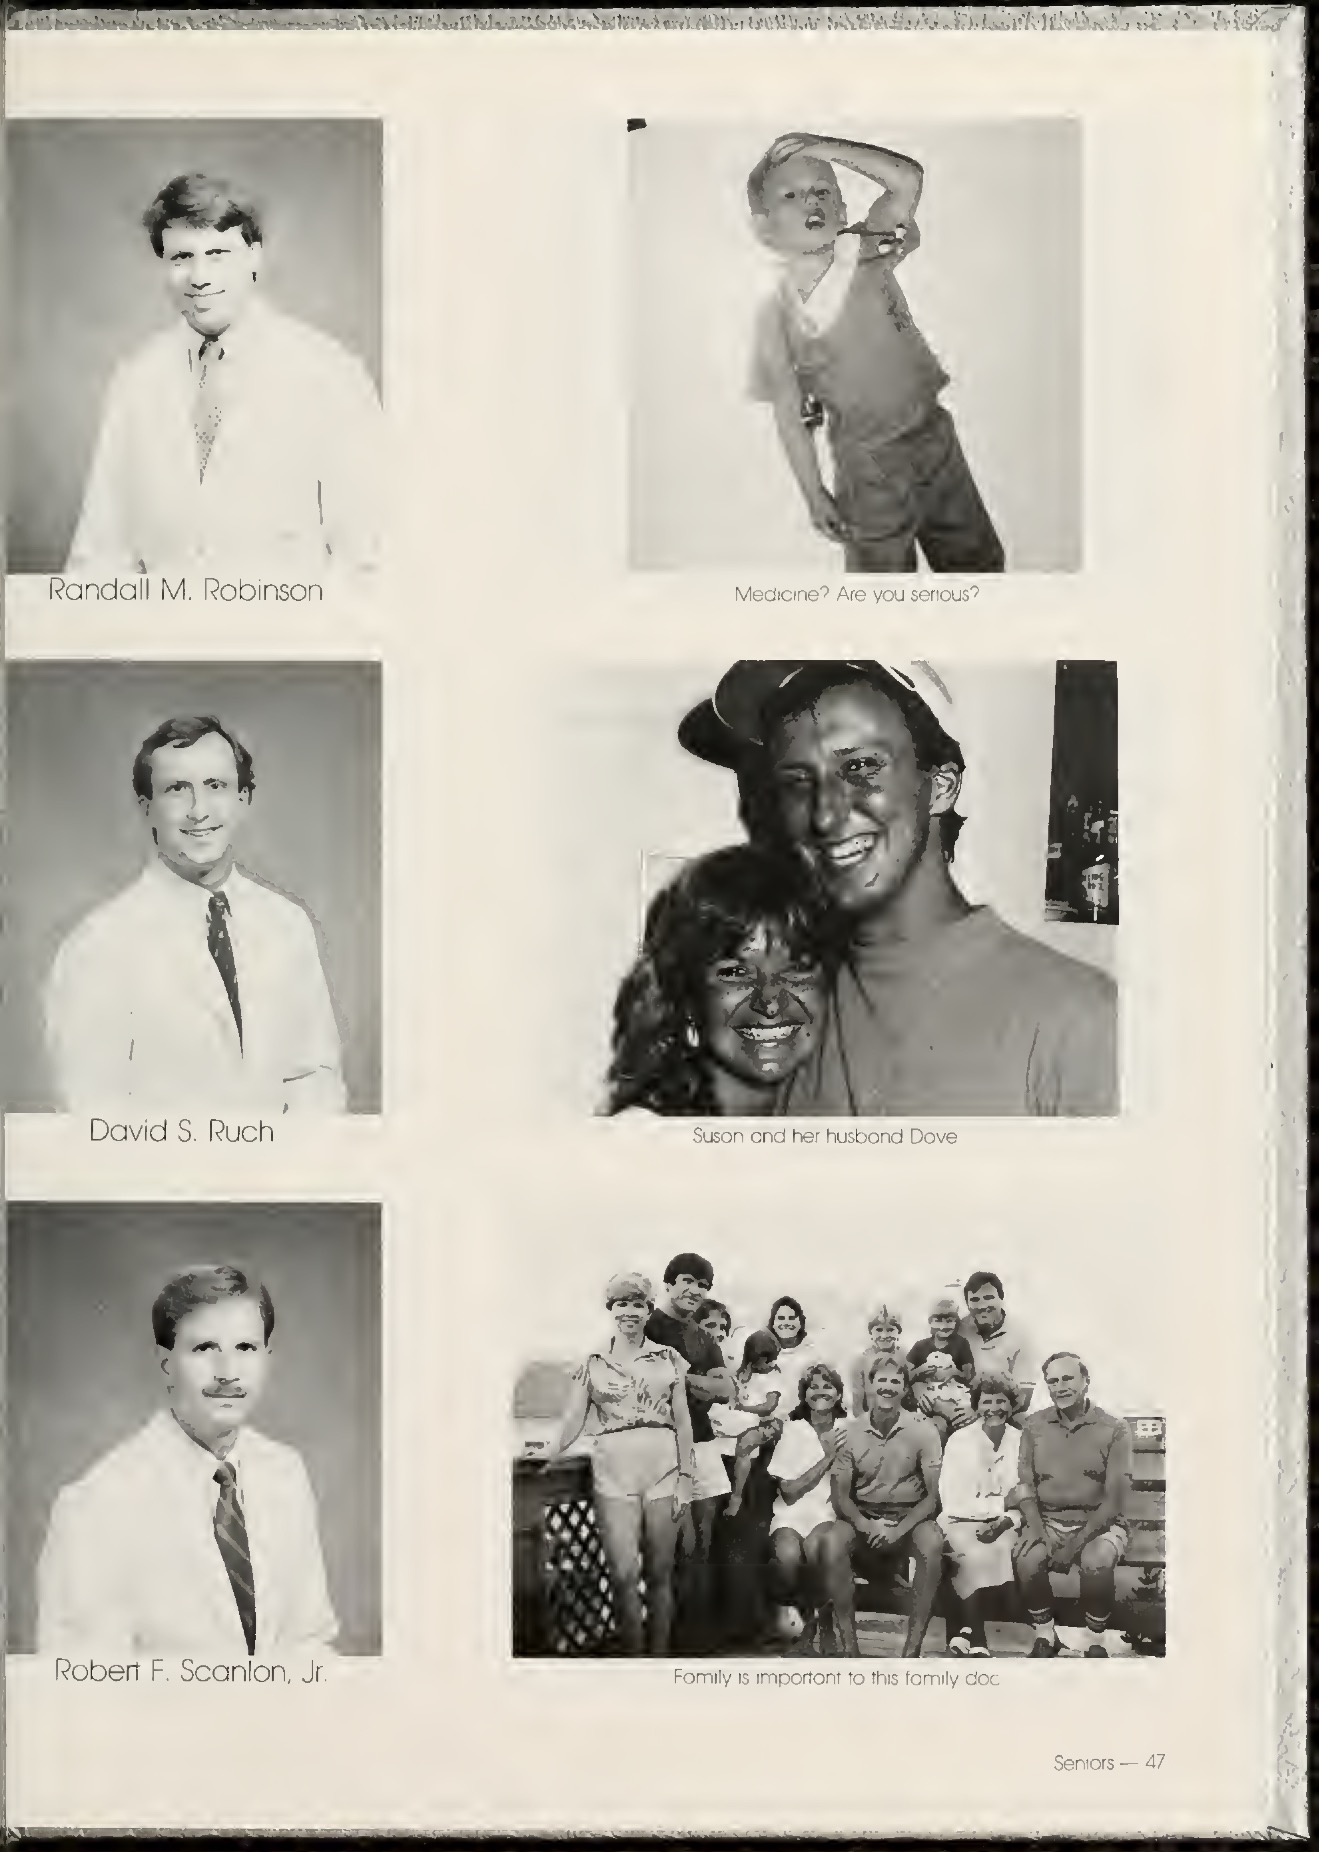 Randall M. Robinson
Medicine? Are you serious?
David S. Ruch
Susan and her husband Dave
Robert F. Scanlon, Jr.
Family is important to this family doc
Seniors — 47